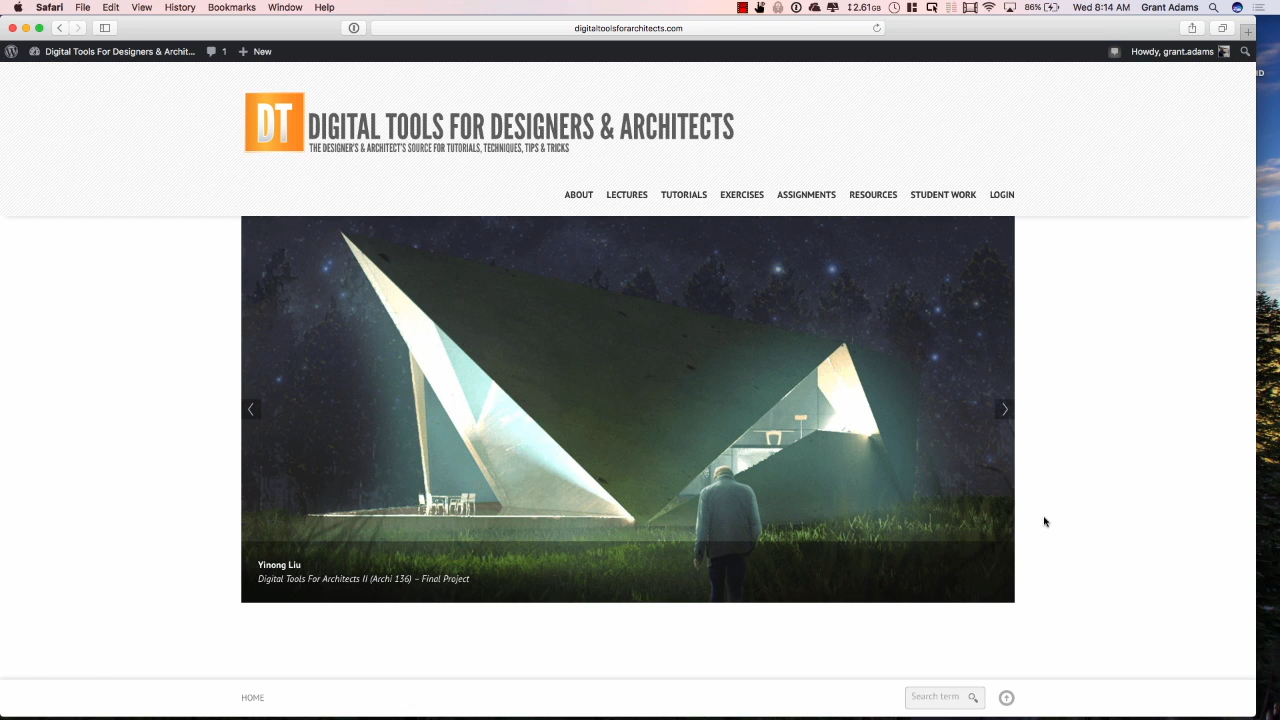 Safari File Edit View History Bookmarks Window Help 2.61GB 86% Wed 8:14 AM Grant Adams
digitaltoolsforarchitects.com
Digital Tools For Designers & Archit... 1 New Howdy, grant.adams
DT DIGITAL TOOLS FOR DESIGNERS & ARCHITECTS
THE DESIGNER'S & ARCHITECT'S SOURCE FOR TUTORIALS, TECHNIQUES, TIPS & TRICKS
ABOUT LECTURES TUTORIALS EXERCISES ASSIGNMENTS RESOURCES STUDENT WORK LOGIN
Yinong Liu
Digital Tools For Architects II (Archi 136) – Final Project
HOME Search term